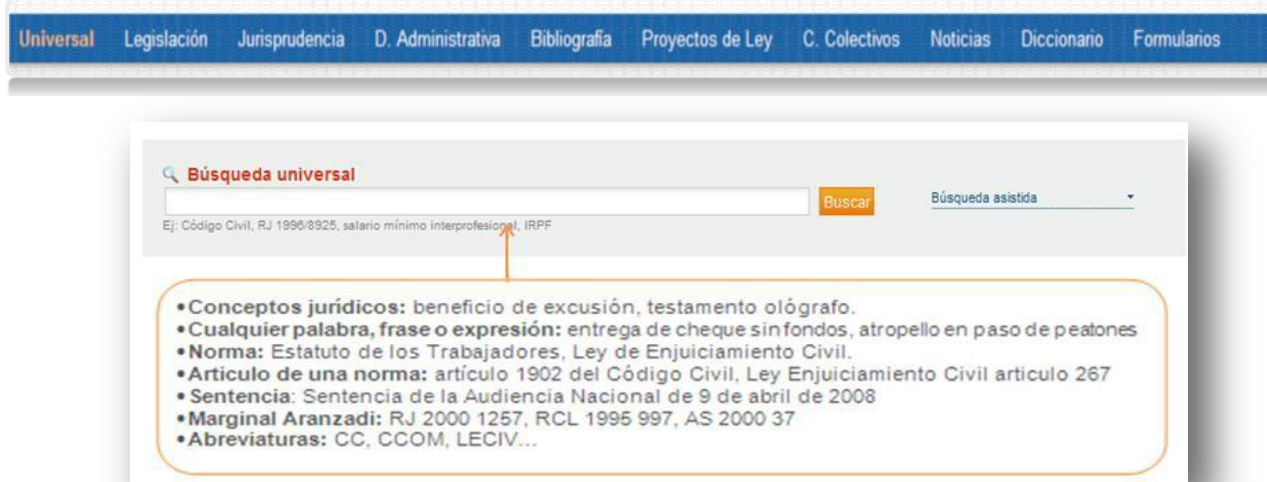 Universal Legislación Jurisprudencia D. Administrativa Bibliografía Proyectos de Ley C. Colectivos Noticias Diccionario Formularios
Búsqueda universal
Buscar
Búsqueda asistida
Ej: Código Civil, RJ 1996/8925, salario mínimo interprofesional, IRPF
•Conceptos jurídicos: beneficio de excusión, testamento ológrafo.
•Cualquier palabra, frase o expresión: entrega de cheque sin fondos, atropello en paso de peatones
•Norma: Estatuto de los Trabajadores, Ley de Enjuiciamiento Civil.
•Articulo de una norma: artículo 1902 del Código Civil, Ley Enjuiciamiento Civil articulo 267
•Sentencia: Sentencia de la Audiencia Nacional de 9 de abril de 2008
•Marginal Aranzadi: RJ 2000 1257, RCL 1995 997, AS 2000 37
•Abreviaturas: CC, CCOM, LECIV...